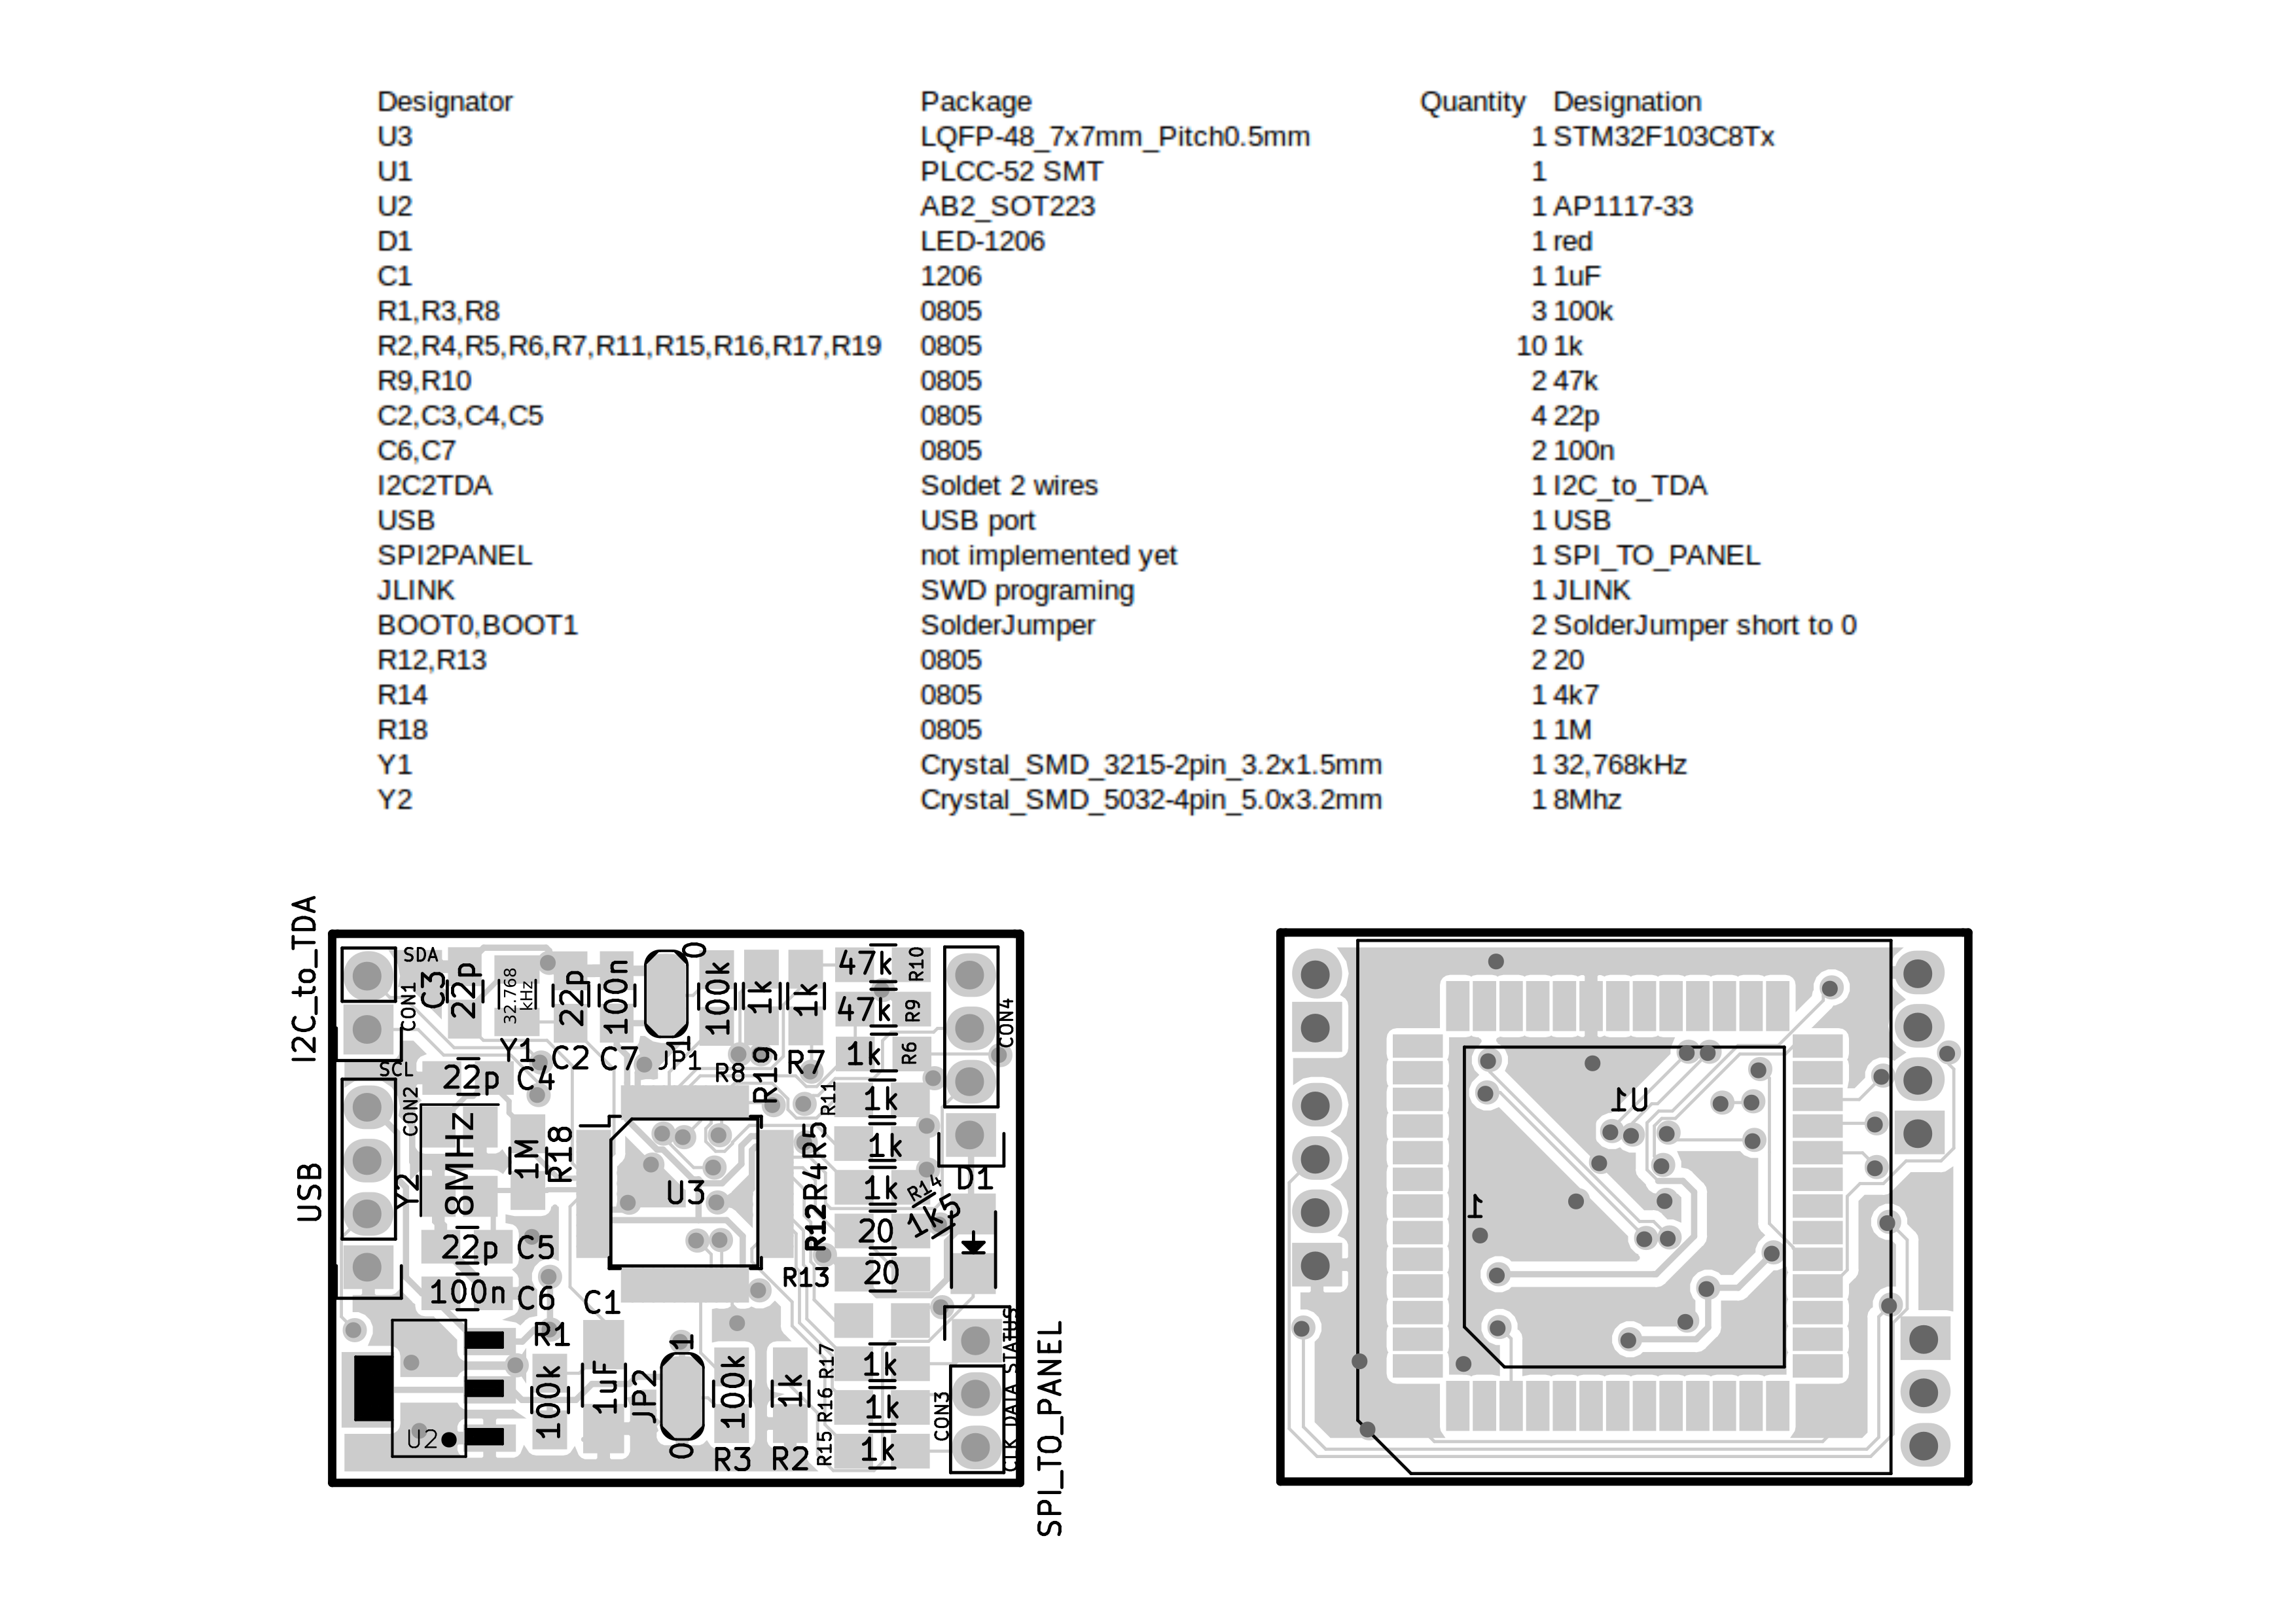 Designator Package Quantity Designation
U3 LQFP-48_7x7mm_Pitch0.5mm 1 STM32F103C8Tx
U1 PLCC-52 SMT 1
U2 AB2_SOT223 1 AP1117-33
D1 LED-1206 1 red
C1 1206 1 1uF
R1,R3,R8 0805 3 100k
R2,R4,R5,R6,R7,R11,R15,R16,R17,R19 0805 10 1k
R9,R10 0805 2 47k
C2,C3,C4,C5 0805 4 22p
C6,C7 0805 2 100n
I2C2TDA Soldet 2 wires 1 I2C_to_TDA
USB USB port 1 USB
SPI2PANEL not implemented yet 1 SPI_TO_PANEL
JLINK SWD programing 1 JLINK
BOOT0,BOOT1 SolderJumper 2 SolderJumper short to 0
R12,R13 0805 2 20
R14 0805 1 4k7
R18 0805 1 1M
Y1 Crystal_SMD_3215-2pin_3.2x1.5mm 1 32,768kHz
Y2 Crystal_SMD_5032-4pin_5.0x3.2mm 1 8Mhz
I2C_to_TDA
SDA
CON1
SCL
C3
22p
32.768
kHz
Y1
22p
C2
100n
C7
0
1
JP1
100k
R8
1k
R19
1k
R7
47k
R10
47k
R9
1k
R6
CON4
USB
CON2
22p
C4
8MHz
Y2
1M
R18
22p
C5
100n
C6
U3
R11
1k
R5
1k
R4
1k
R12
20
R13
20
R14
1k5
D1
U2
R1
100k
C1
1uF
JP2
1
0
100k
R3
1k
R2
R17
1k
R16
1k
R15
1k
CON3
CLK DATA STATUS
SPI_TO_PANEL
U1
1